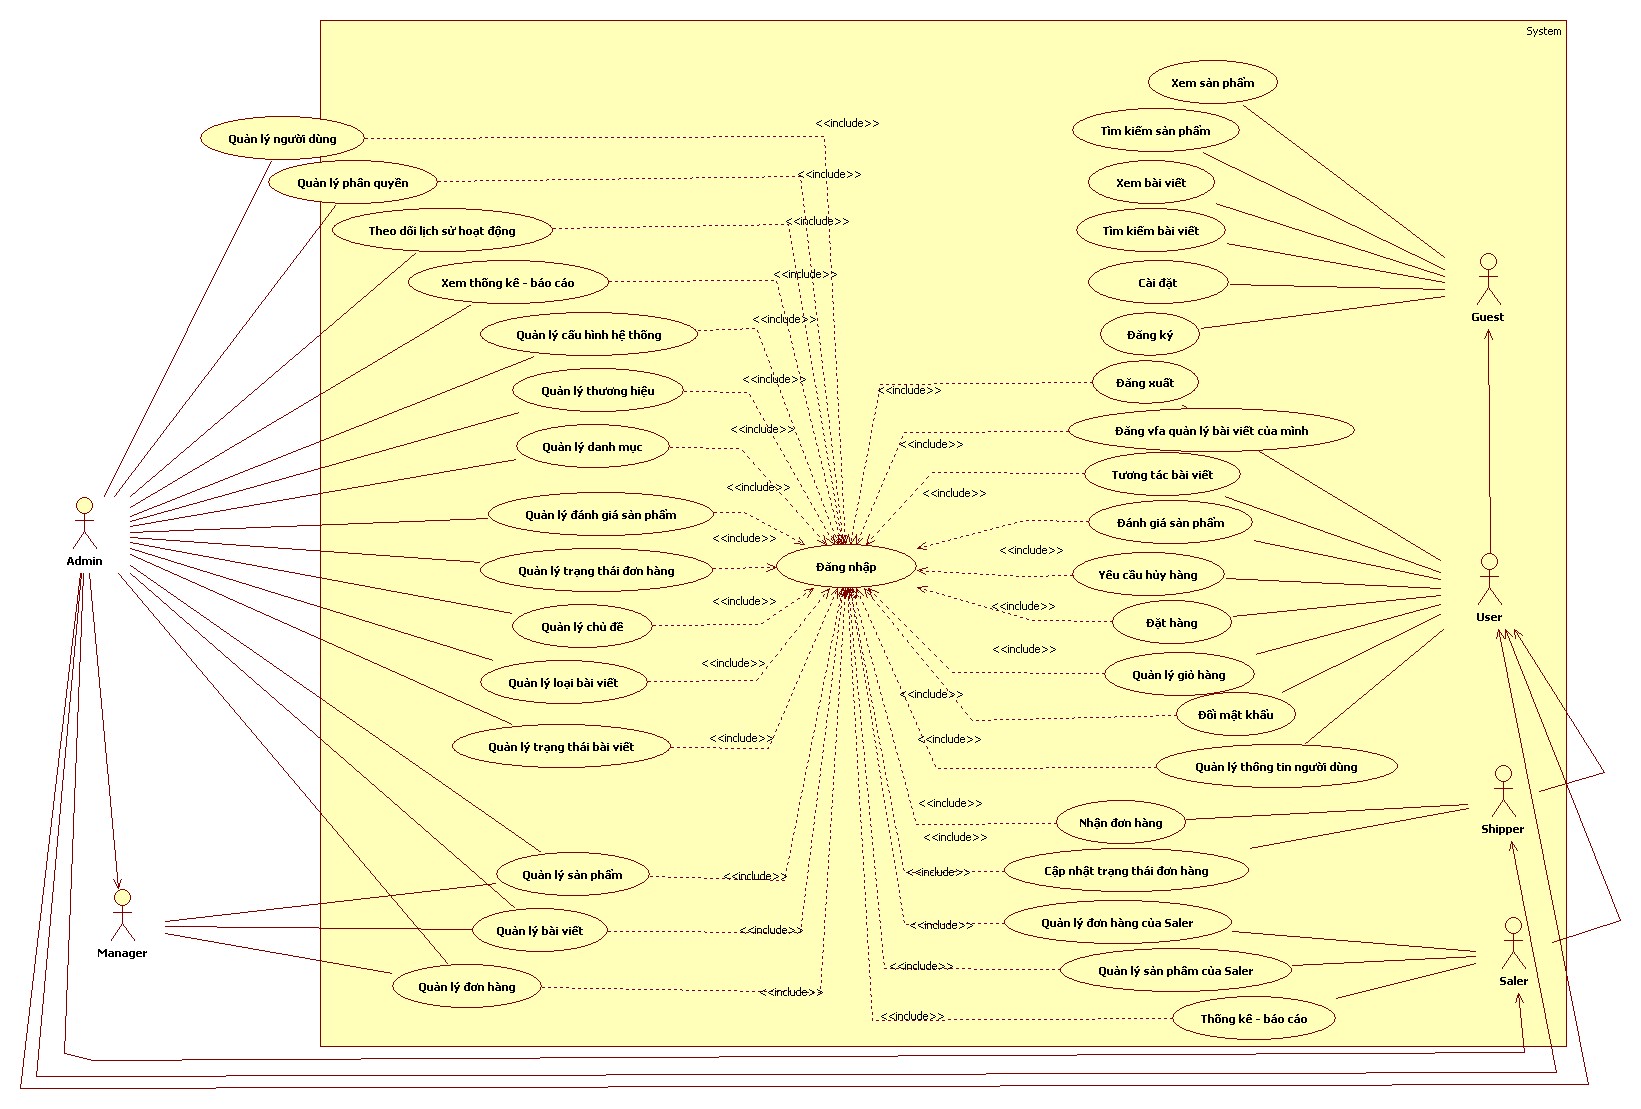 System
Xem sản phẩm
<<include>>
Tìm kiếm sản phẩm
Quản lý người dùng
<<include>>
Quản lý phân quyền
Xem bài viết
<<include>>
Theo dõi lịch sử hoạt động
Tìm kiếm bài viết
<<include>>
Xem thống kê - báo cáo
Cài đặt
<<include>>
Guest
Quản lý cấu hình hệ thống
Đăng ký
<<include>>
Quản lý thương hiệu
Đăng xuất
<<include>>
<<include>>
Đăng vfa quản lý bài viết của mình
Quản lý danh mục
<<include>>
Tương tác bài viết
<<include>>
<<include>>
Quản lý đánh giá sản phẩm
Đánh giá sản phẩm
<<include>>
<<include>>
Admin
Đăng nhập
Quản lý trạng thái đơn hàng
Yêu cầu hủy hàng
<<include>>
<<include>>
User
Quản lý chủ đề
Đặt hàng
<<include>>
<<include>>
Quản lý loại bài viết
Quản lý giỏ hàng
<<include>>
Đổi mật khẩu
<<include>>
<<include>>
Quản lý trạng thái bài viết
Quản lý thông tin người dùng
<<include>>
Nhận đơn hàng
Shipper
<<include>>
Quản lý sản phẩm
<<include>>
<<include>>
Cập nhật trạng thái đơn hàng
Quản lý bài viết
<<include>>
<<include>>
Quản lý đơn hàng của Saler
Manager
<<include>>
Quản lý sản phẩm của Saler
Saler
Quản lý đơn hàng
<<include>>
<<include>>
Thống kê - báo cáo